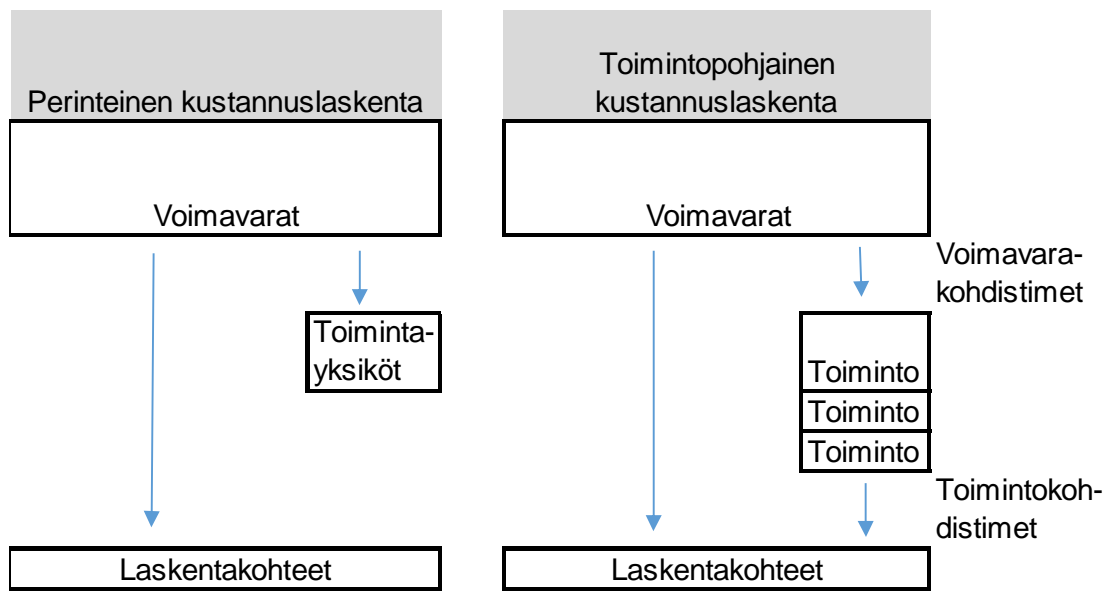 Perinteinen kustannuslaskenta
Voimavarat
Toiminta-
yksiköt
Laskentakohteet
Toimintopohjainen
kustannuslaskenta
Voimavarat
Voimavara-
kohdistimet
Toiminto
Toiminto
Toiminto
Toimintokoh-
distimet
Laskentakohteet